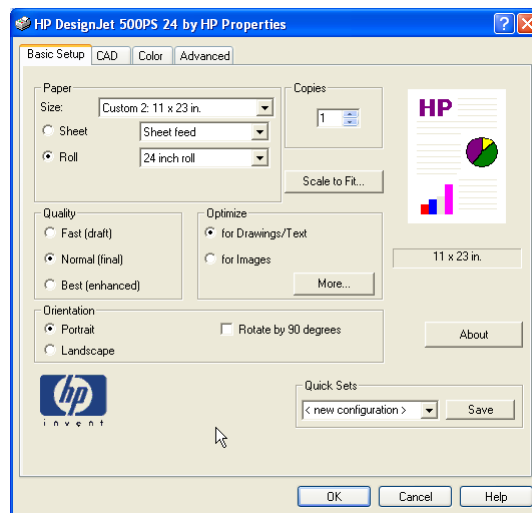 HP DesignJet 500PS 24 by HP Properties
Basic Setup CAD Color Advanced
Paper
Size: Custom 2: 11 x 23 in.
Sheet Sheet feed
Roll 24 inch roll
Copies
1
Scale to Fit...
HP
11 x 23 in.
Quality
Fast (draft)
Normal (final)
Best (enhanced)
Optimize
for Drawings/Text
for Images
More...
Orientation
Portrait Rotate by 90 degrees
Landscape
About
hp
invent
Quick Sets
< new configuration > Save
OK Cancel Help